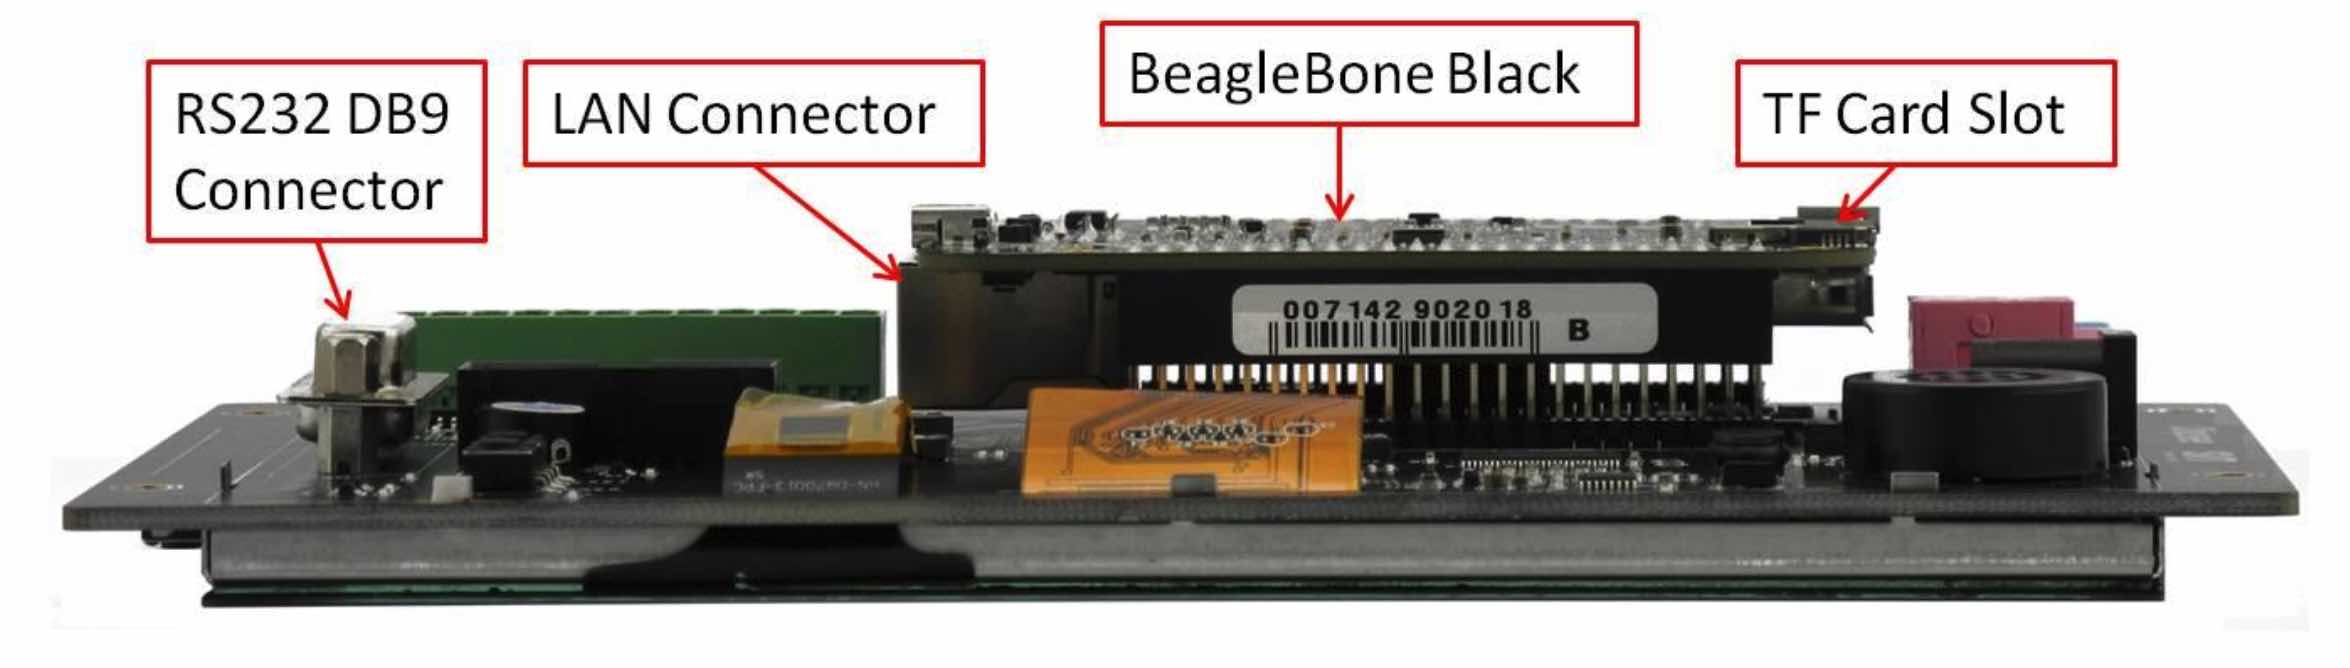 RS232 DB9
Connector
LAN Connector
BeagleBone Black
TF Card Slot
007142 902018
B